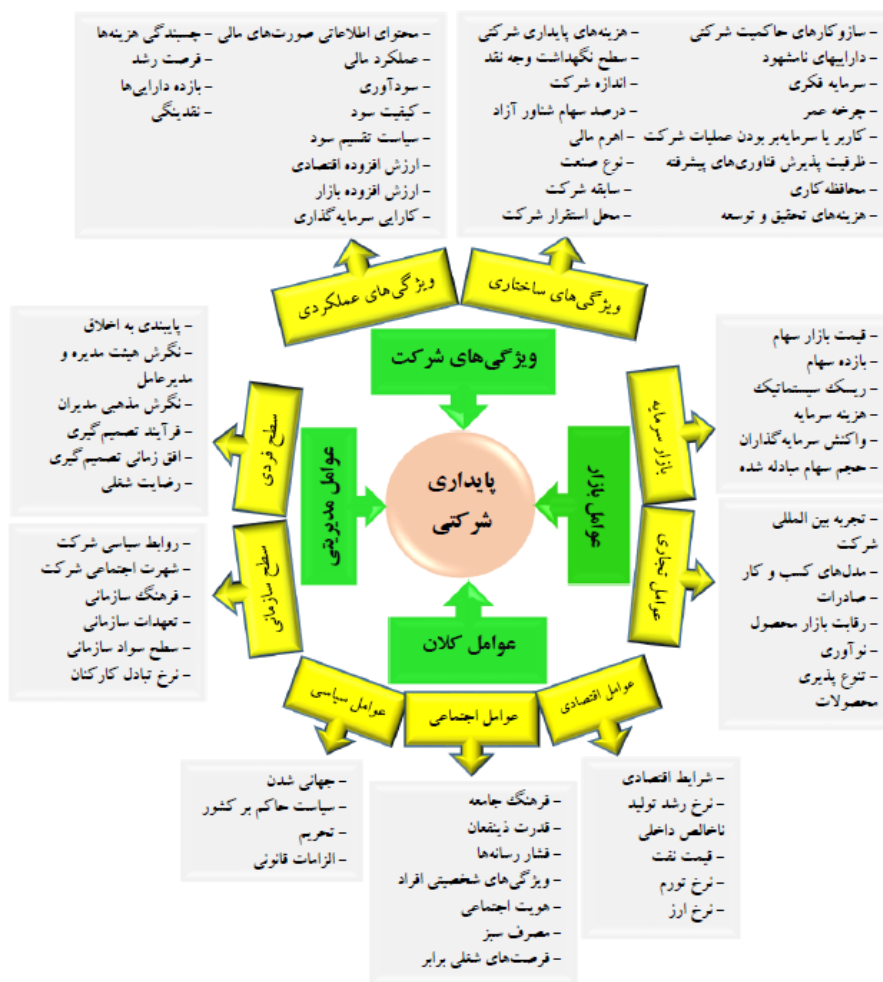 - سازوکارهای حاکمیت شرکتی
- داراییهای نامشهود
- سرمایه فکری
- چرخه عمر
- کاربر یا سرمایه‌بر بودن عملیات شرکت
- ظرفیت پذیرش فناوری‌های پیشرفته
- محافظه‌کاری
- هزینه‌های تحقیق و توسعه
- هزینه‌های پایداری شرکتی
- سطح نگهداشت وجه نقد
- اندازه شرکت
- درصد سهام شناور آزاد
- اهرم مالی
- نوع صنعت
- سابقه شرکت
- محل استقرار شرکت
- محتوای اطلاعاتی صورت‌های مالی
- عملکرد مالی
- سودآوری
- کیفیت سود
- سیاست تقسیم سود
- ارزش افزوده اقتصادی
- ارزش افزوده بازار
- کارایی سرمایه‌گذاری
- چسبندگی هزینه‌ها
- فرصت رشد
- بازده دارایی‌ها
- نقدینگی
ویژگی‌های ساختاری
ویژگی‌های عملکردی
ویژگی‌های شرکت
- قیمت بازار سهام
- بازده سهام
- ریسک سیستماتیک
- هزینه سرمایه
- واکنش سرمایه‌گذاران
- حجم سهام مبادله شده
بازار سرمایه
عوامل بازار
پایداری
شرکتی
عوامل مدیریتی
سطح فردی
- پایبندی به اخلاق
- نگرش هیئت مدیره و
مدیرعامل
- نگرش مذهبی مدیران
- فرآیند تصمیم‌گیری
- افق زمانی تصمیم‌گیری
- رضایت شغلی
- تجربه بین المللی
شرکت
- مدل‌های کسب و کار
- صادرات
- رقابت بازار محصول
- نوآوری
- تنوع پذیری
محصولات
عوامل تجاری
سطح سازمانی
- روابط سیاسی شرکت
- شهرت اجتماعی شرکت
- فرهنگ سازمانی
- تعهدات سازمانی
- سطح سواد سازمانی
- نرخ تبادل کارکنان
عوامل کلان
عوامل اقتصادی
عوامل اجتماعی
عوامل سیاسی
- شرایط اقتصادی
- نرخ رشد تولید
ناخالص داخلی
- قیمت نفت
- نرخ تورم
- نرخ ارز
- فرهنگ جامعه
- قدرت ذینفعان
- فشار رسانه‌ها
- ویژگی‌های شخصیتی افراد
- هویت اجتماعی
- مصرف سبز
- فرصت‌های شغلی برابر
- جهانی شدن
- سیاست حاکم بر کشور
- تحریم
- الزامات قانونی